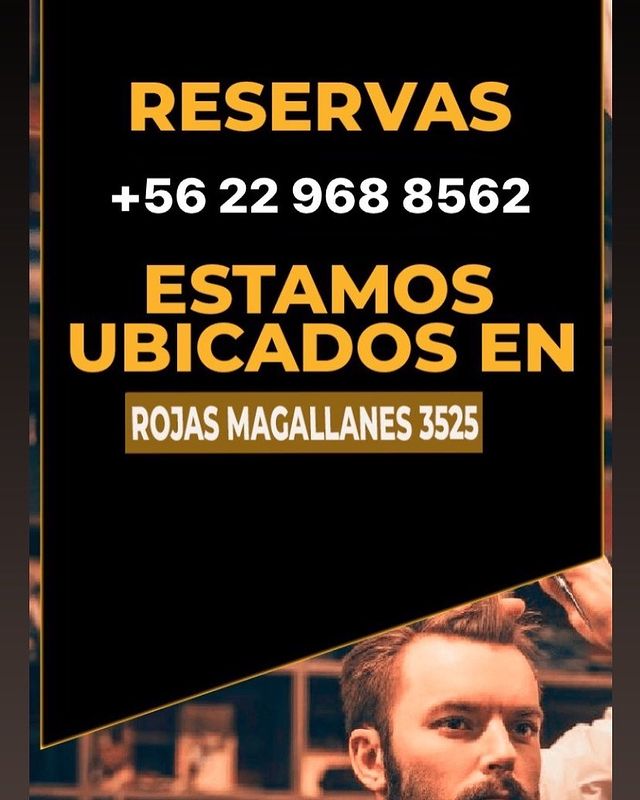 RESERVAS
+56 22 968 8562
ESTAMOS
UBICADOS EN
ROJAS MAGALLANES 3525